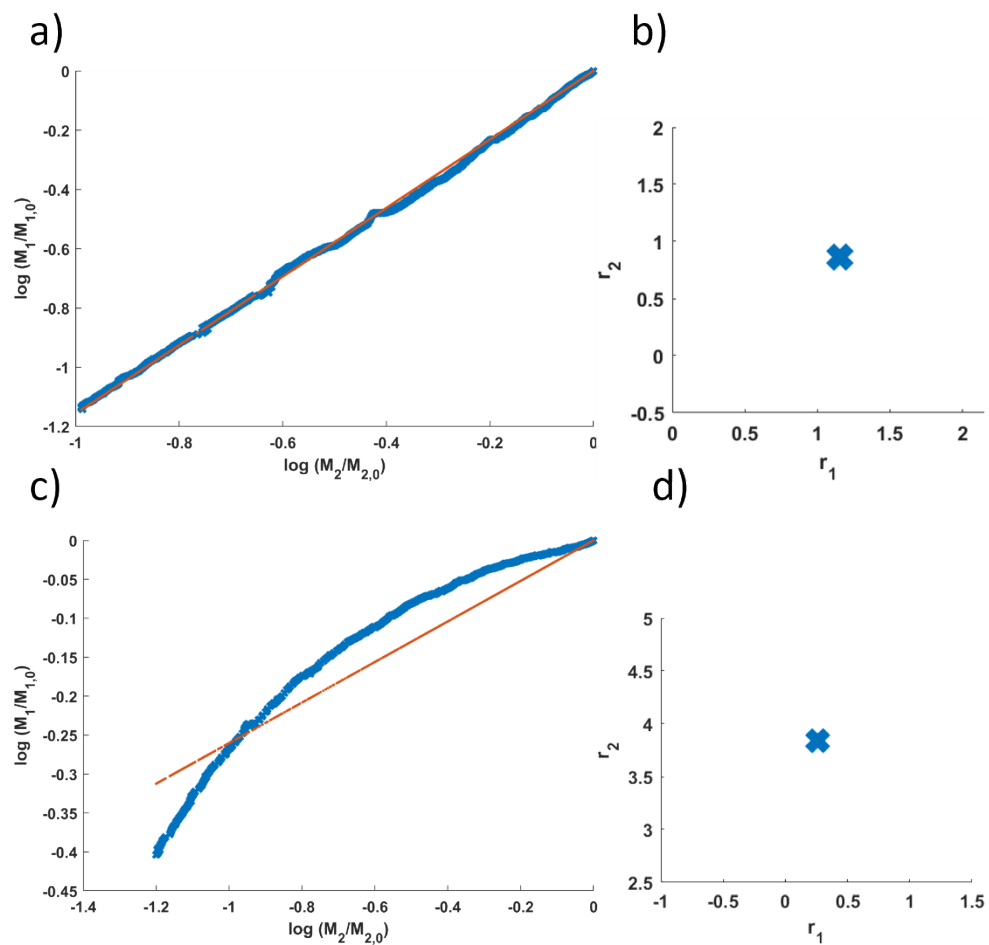 a)
0
-0.2
-0.4
-0.6
-0.8
-1
-1.2
log (M1/M1,0)
-1 -0.8 -0.6 -0.4 -0.2 0
log (M2/M2,0)
b)
2
1.5
1
0.5
0
-0.5
r2
0 0.5 1 1.5 2
r1
c)
0
-0.05
-0.1
-0.15
-0.2
-0.25
-0.3
-0.35
-0.4
-0.45
log (M1/M1,0)
-1.4 -1.2 -1 -0.8 -0.6 -0.4 -0.2 0
log (M2/M2,0)
d)
5
4.5
4
3.5
3
2.5
r2
-1 -0.5 0 0.5 1 1.5
r1